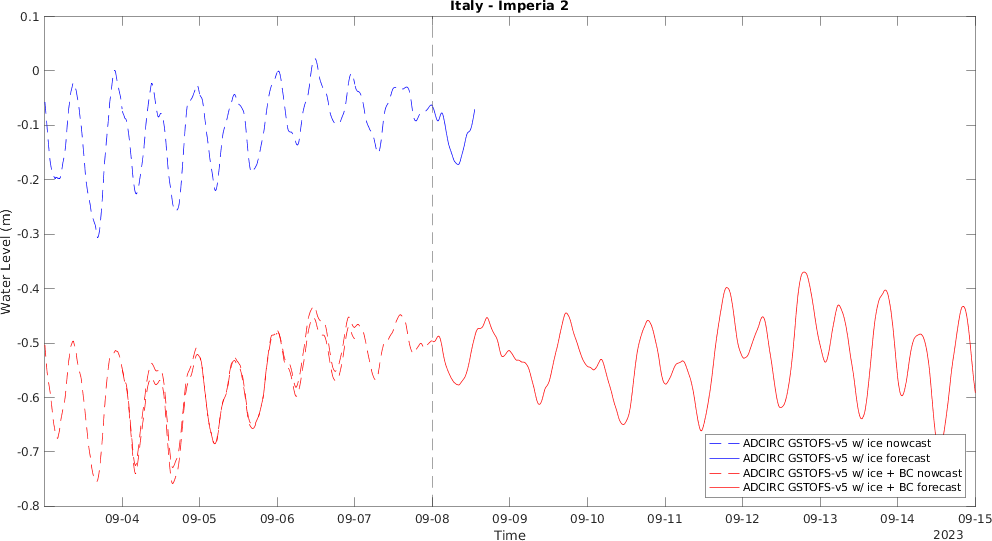 Italy - Imperia 2
0.1
0
-0.1
-0.2
-0.3
-0.4
-0.5
-0.6
-0.7
-0.8
Water Level (m)
ADCIRC GSTOFS-v5 w/ ice nowcast
ADCIRC GSTOFS-v5 w/ ice forecast
ADCIRC GSTOFS-v5 w/ ice + BC nowcast
ADCIRC GSTOFS-v5 w/ ice + BC forecast
09-04 09-05 09-06 09-07 09-08 09-09 09-10 09-11 09-12 09-13 09-14 09-15
Time
2023